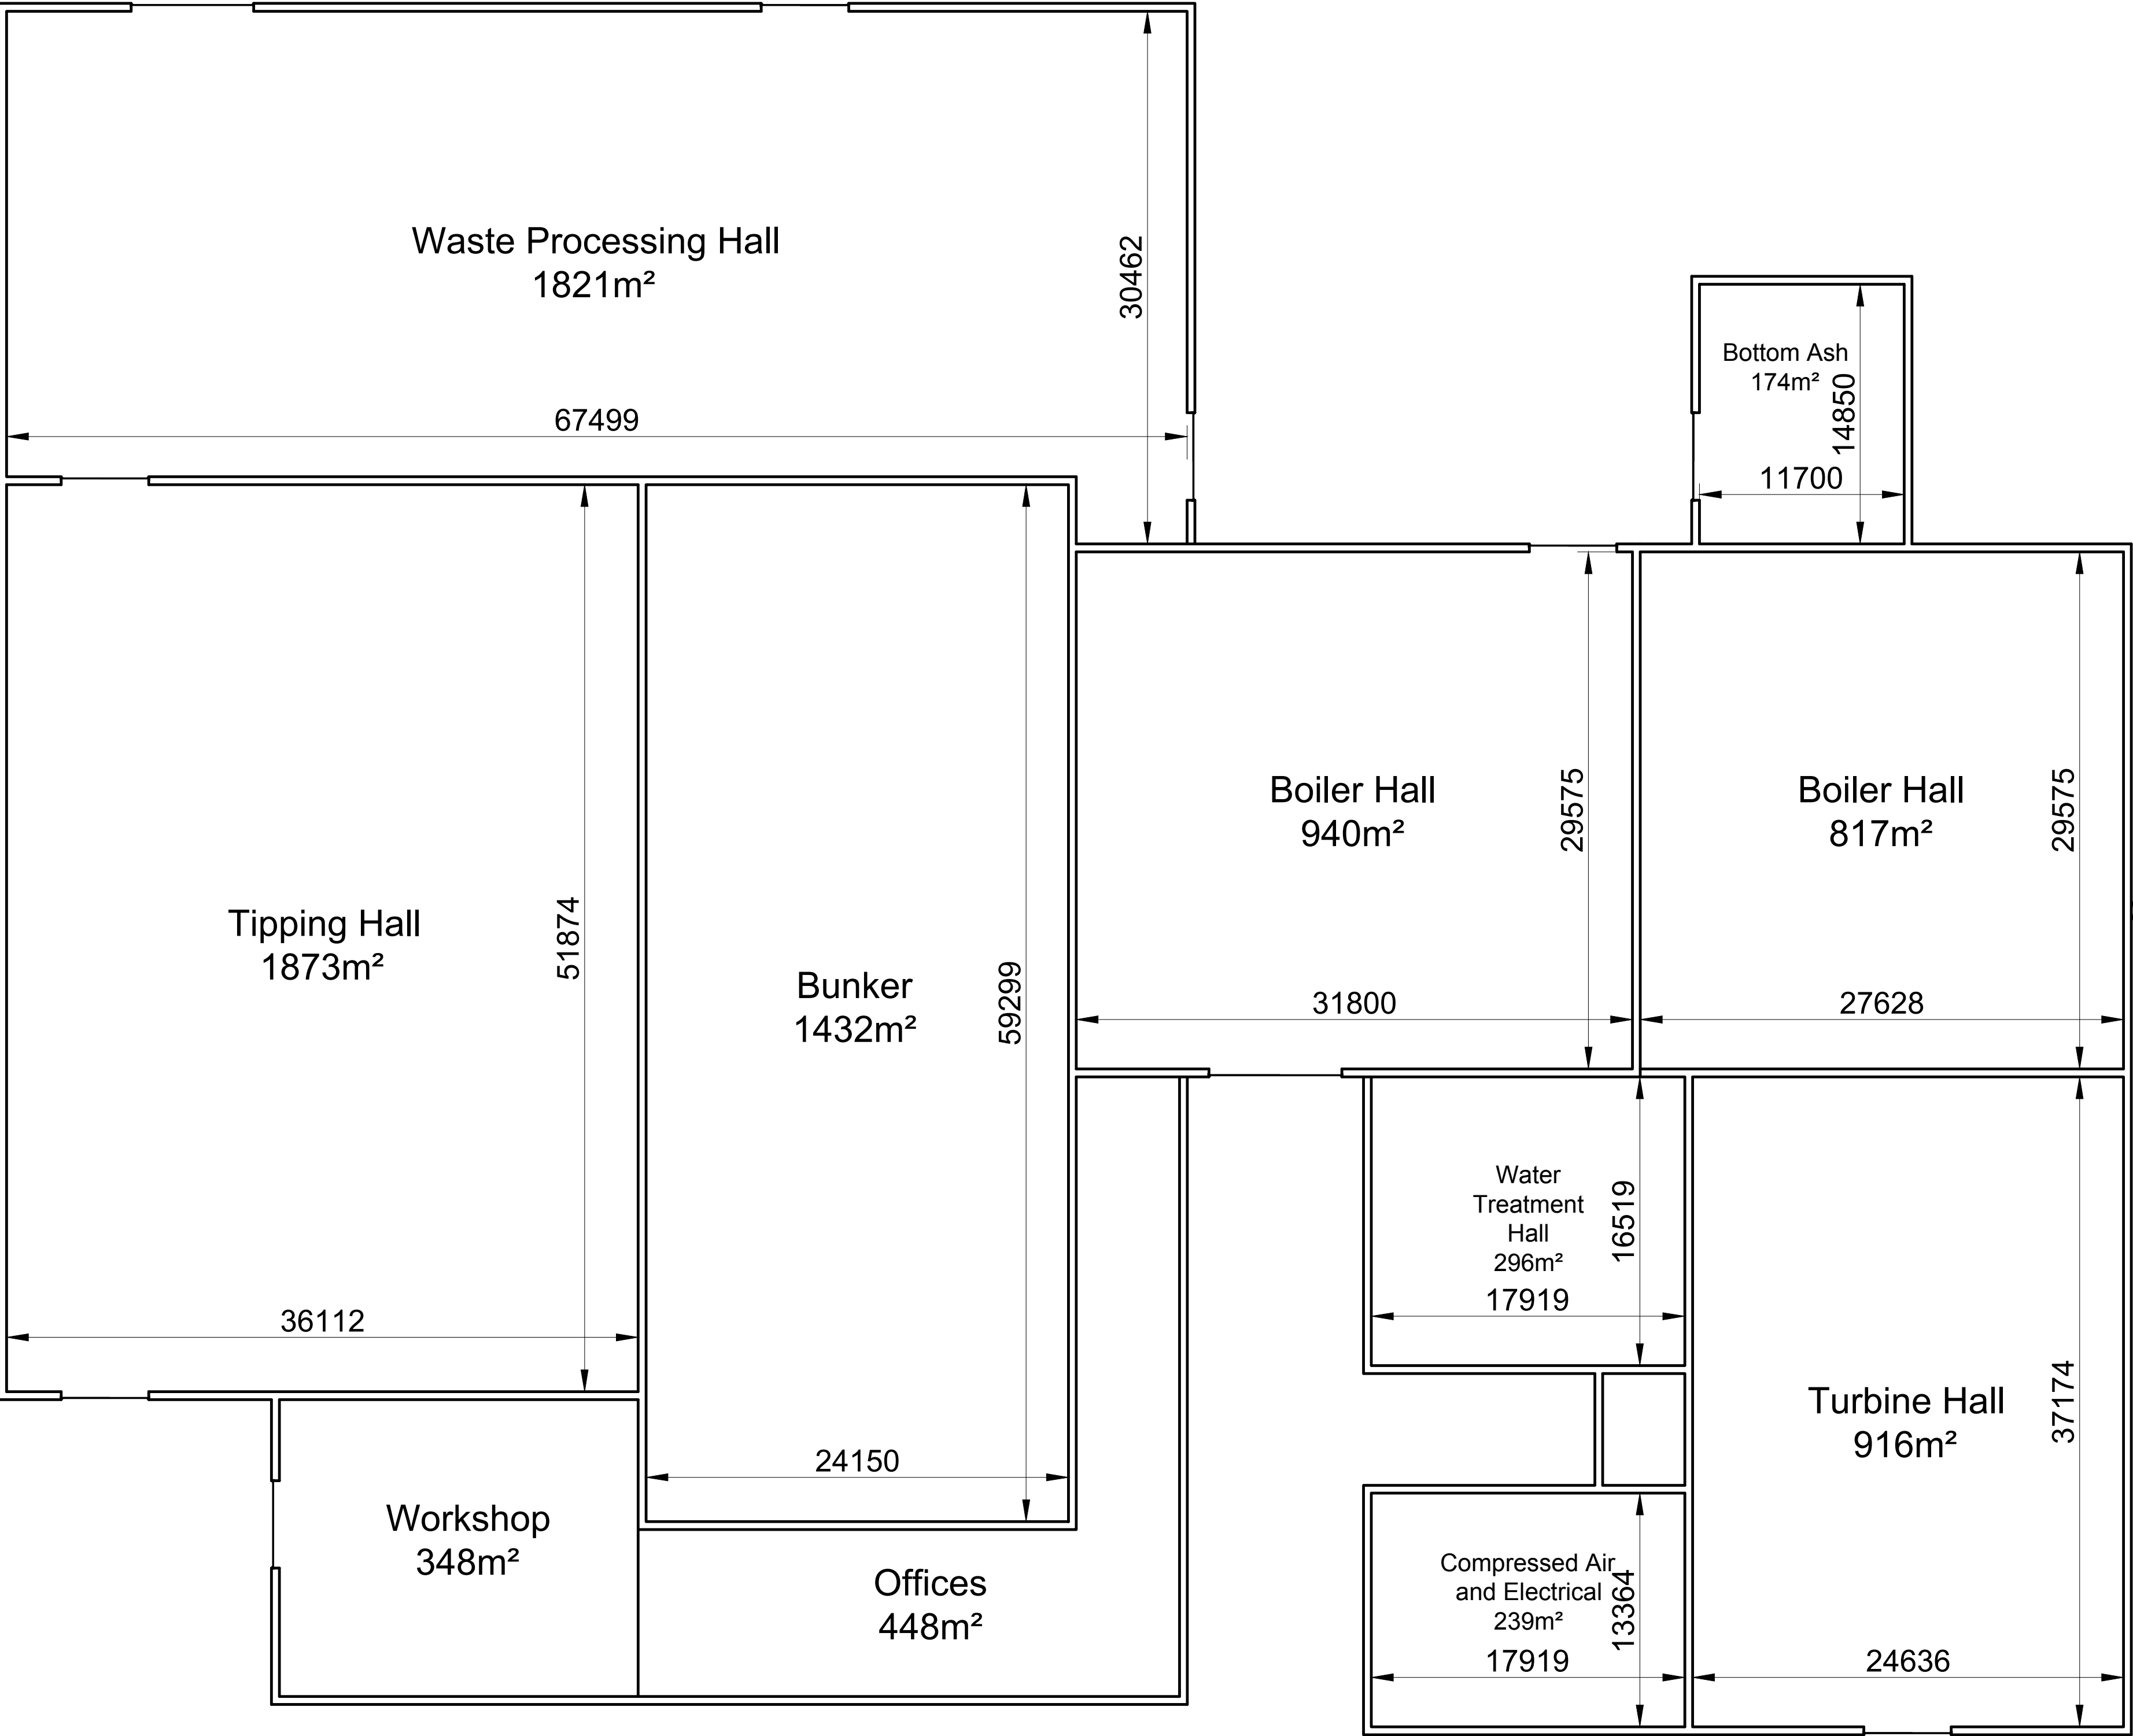 Waste Processing Hall
1821m²
30462
67499
Bottom Ash
174m²
14850
11700
Tipping Hall
1873m²
51874
36112
Bunker
1432m²
59299
24150
Boiler Hall
940m²
29575
31800
Boiler Hall
817m²
29575
27628
Water
Treatment
Hall
296m²
16519
17919
Turbine Hall
916m²
37174
24636
Workshop
348m²
Offices
448m²
Compressed Air
and Electrical
239m²
13364
17919